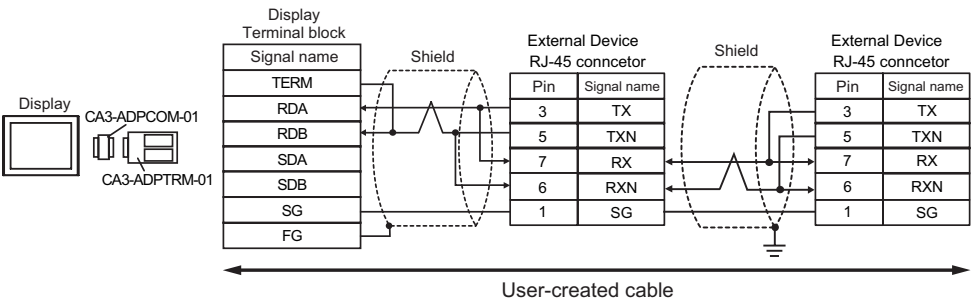 Display
CA3-ADPCOM-01
CA3-ADPTRM-01
Display
Terminal block
Signal name
TERM
RDA
RDB
SDA
SDB
SG
FG
Shield
External Device
RJ-45 conncetor
Pin Signal name
3 TX
5 TXN
7 RX
6 RXN
1 SG
Shield
External Device
RJ-45 conncetor
Pin Signal name
3 TX
5 TXN
7 RX
6 RXN
1 SG
User-created cable